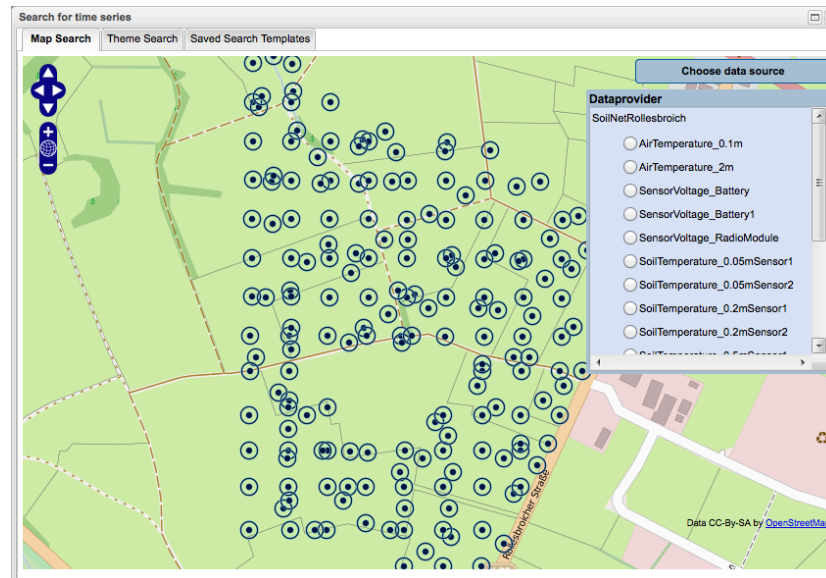 Search for time series
Map Search
Theme Search
Saved Search Templates
Choose data source
Dataprovider
SoilNetRollesbroich
AirTemperature_0.1m
AirTemperature_2m
SensorVoltage_Battery
SensorVoltage_Battery1
SensorVoltage_RadioModule
SoilTemperature_0.05mSensor1
SoilTemperature_0.05mSensor2
SoilTemperature_0.2mSensor1
SoilTemperature_0.2mSensor2
SoilTemperature_0.5mSensor1
Rollesbroicher Straße
Data CC-By-SA by OpenStreetMa